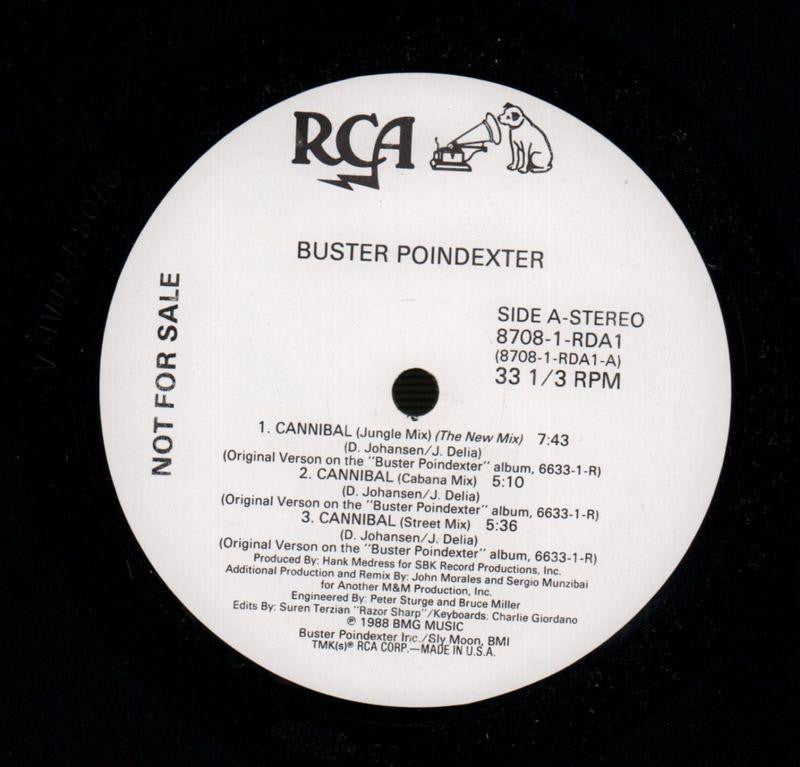 RCA
BUSTER POINDEXTER
NOT FOR SALE
SIDE A-STEREO
8708-1-RDA1
(8708-1-RDA1-A)
33 1/3 RPM
1. CANNIBAL (Jungle Mix) (The New Mix) 7:43
(D. Johansen/J. Delia)
(Original Verson on the "Buster Poindexter" album, 6633-1-R)
2. CANNIBAL (Cabana Mix) 5:10
(D. Johansen/J. Delia)
(Original Verson on the "Buster Poindexter" album, 6633-1-R)
3. CANNIBAL (Street Mix) 5:36
(D. Johansen/J. Delia)
(Original Verson on the "Buster Poindexter" album, 6633-1-R)
Produced By: Hank Medress for SBK Record Productions, Inc.
Additional Production and Remix By: John Morales and Sergio Munzibai
for Another M&M Production, Inc.
Engineered By: Peter Sturge and Bruce Miller
Edits By: Suren Terzian "Razor Sharp"/Keyboards: Charlie Giordano
℗ 1988 BMG MUSIC
Buster Poindexter Inc./Sly Moon, BMI
TMK(s)® RCA CORP.—MADE IN U.S.A.